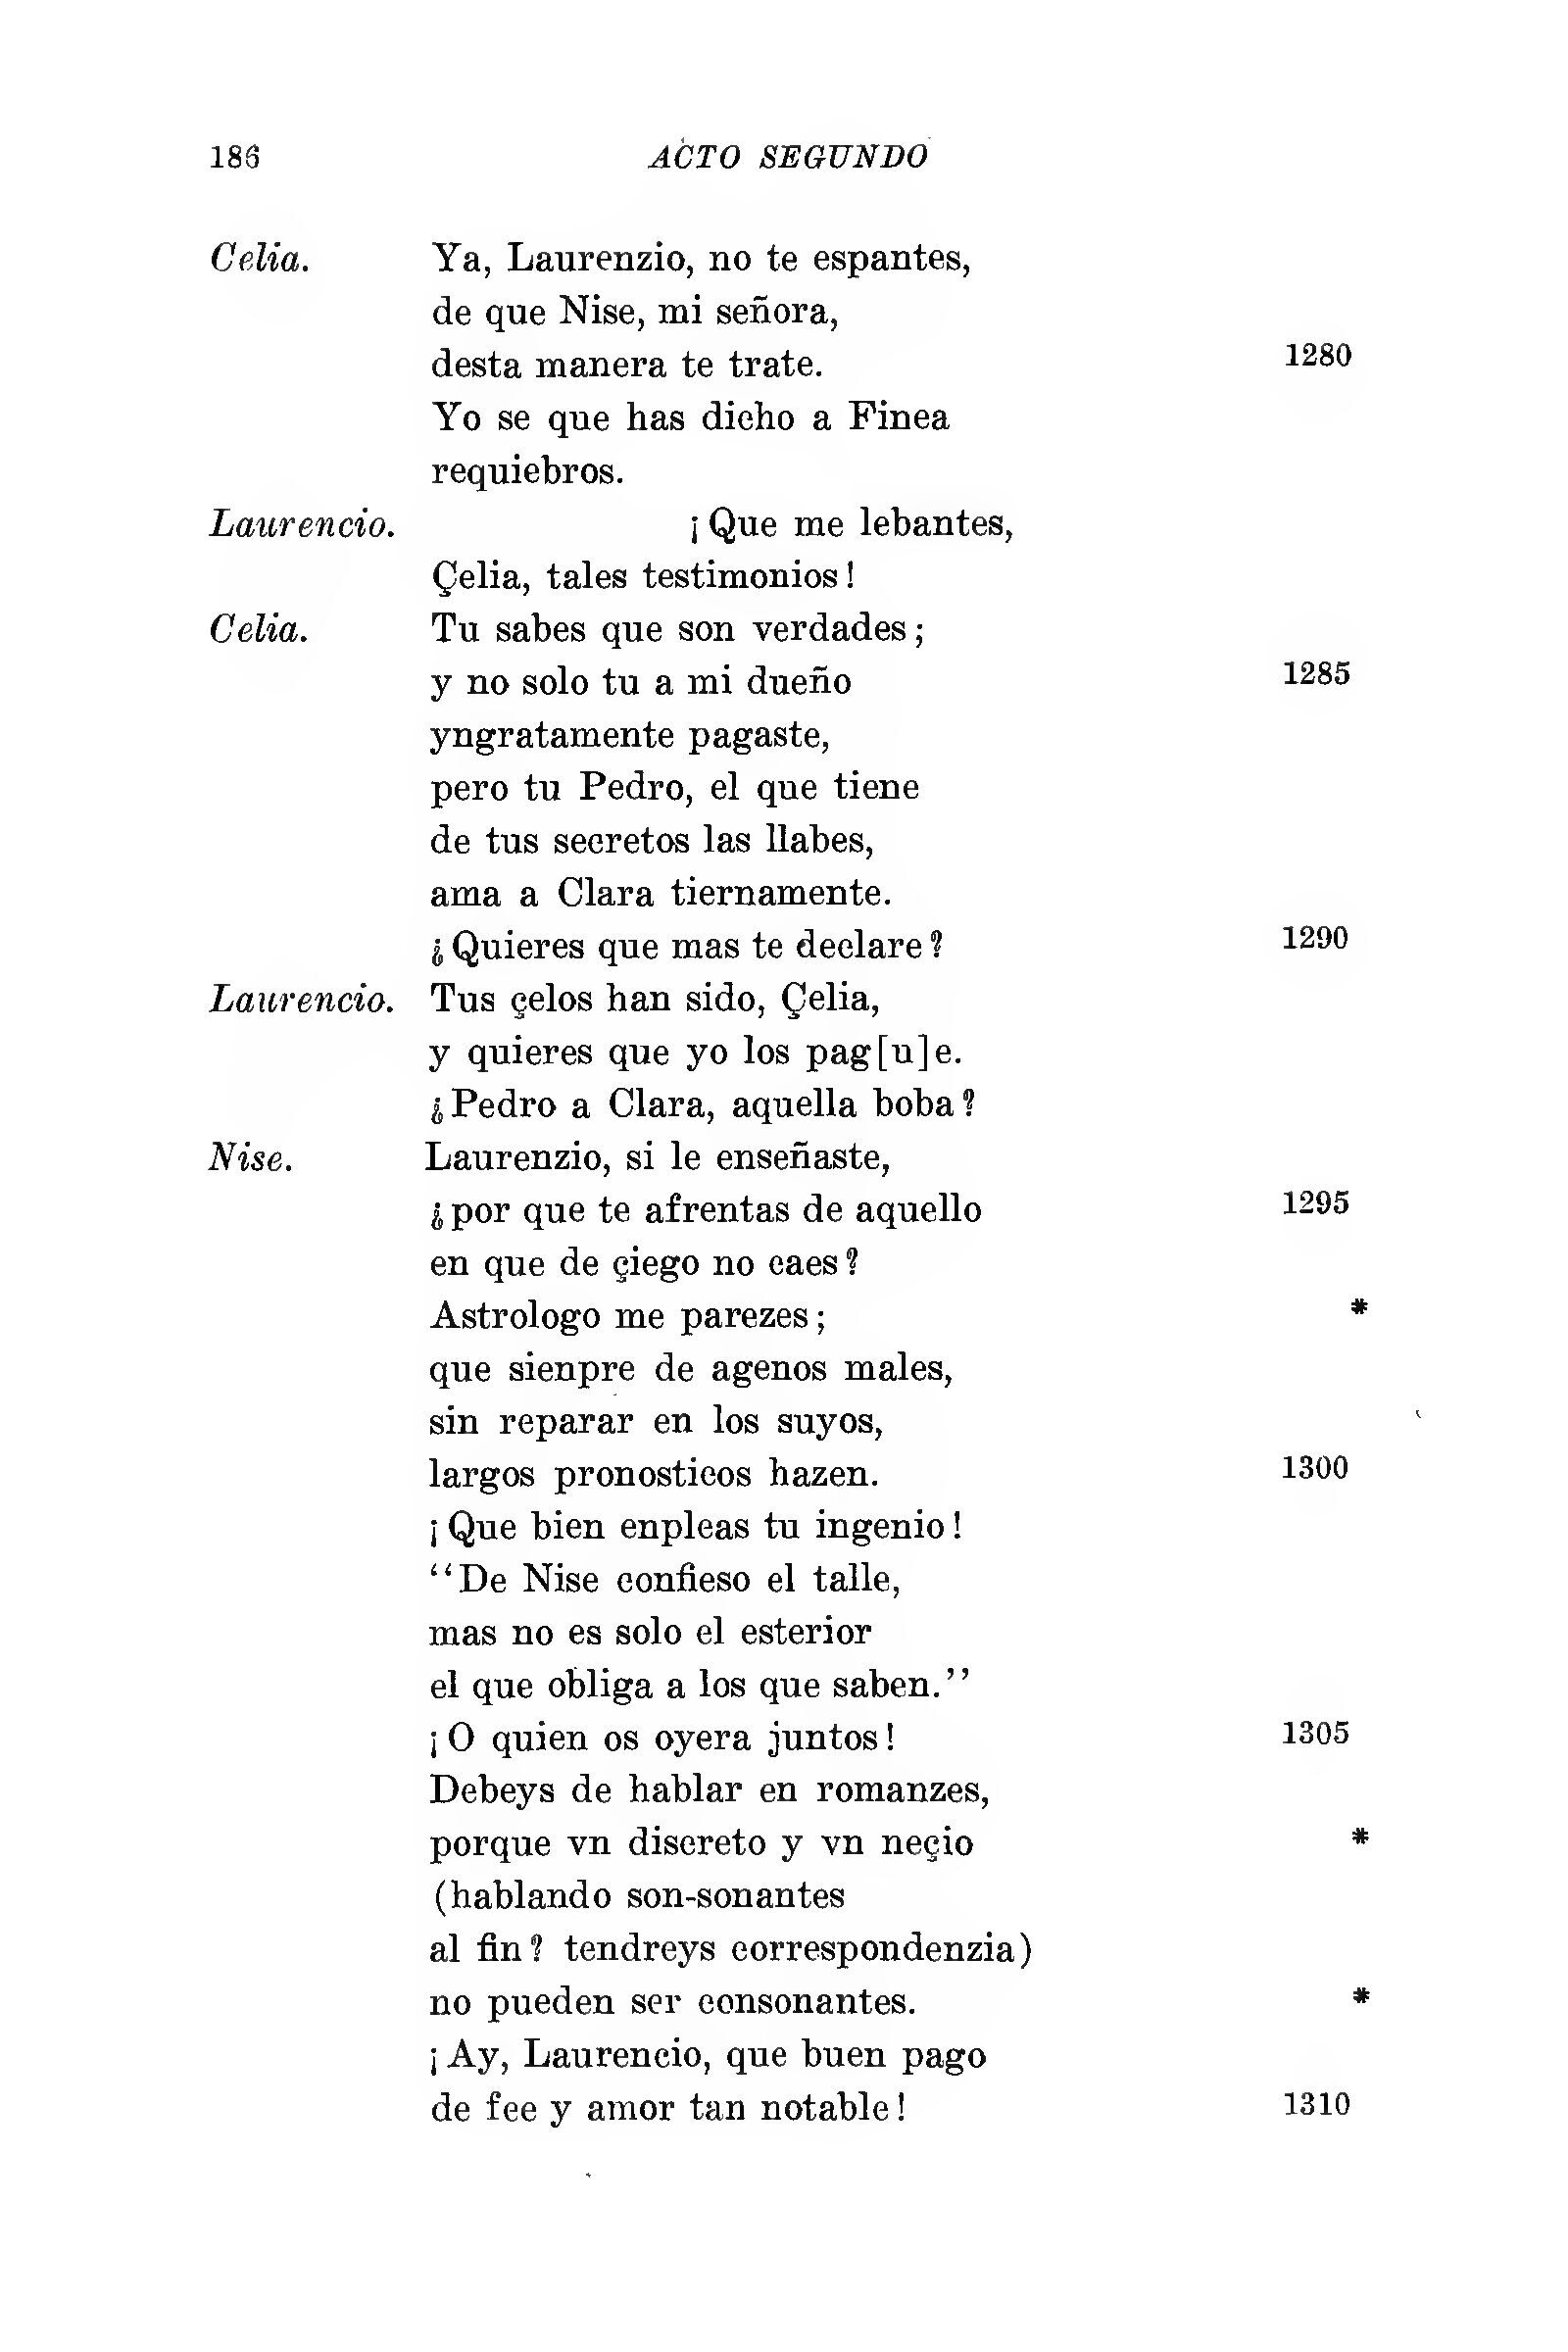 186 ACTO SEGUNDO
Celia. Ya, Laurenzio, no te espantes,
de que Nise, mi señora,
desta manera te trate. 1280
Yo se que has dicho a Finea
requiebros.
Laurencio. ¡Que me lebantes,
Çelia, tales testimonios!
Celia. Tu sabes que son verdades;
y no solo tu a mi dueño 1285
yngratamente pagaste,
pero tu Pedro, el que tiene
de tus secretos las llabes,
ama a Clara tiernamente.
¿Quieres que mas te declare? 1290
Laurencio. Tus çelos han sido, Çelia,
y quieres que yo los pag[u]e.
¿Pedro a Clara, aquella boba?
Nise. Laurenzio, si le enseñaste,
¿por que te afrentas de aquello 1295
en que de çiego no caes?
Astrologo me parezes; *
que sienpre de agenos males,
sin reparar en los suyos,
largos pronosticos hazen. 1300
¡Que bien enpleas tu ingenio!
“De Nise confieso el talle,
mas no es solo el esterior
el que obliga a los que saben.”
¡O quien os oyera juntos! 1305
Debeys de hablar en romanzes,
porque vn discreto y vn neçio *
(hablando son-sonantes
al fin? tendreys correspondenzia)
no pueden ser consonantes. *
¡Ay, Laurencio, que buen pago
de fee y amor tan notable! 1310